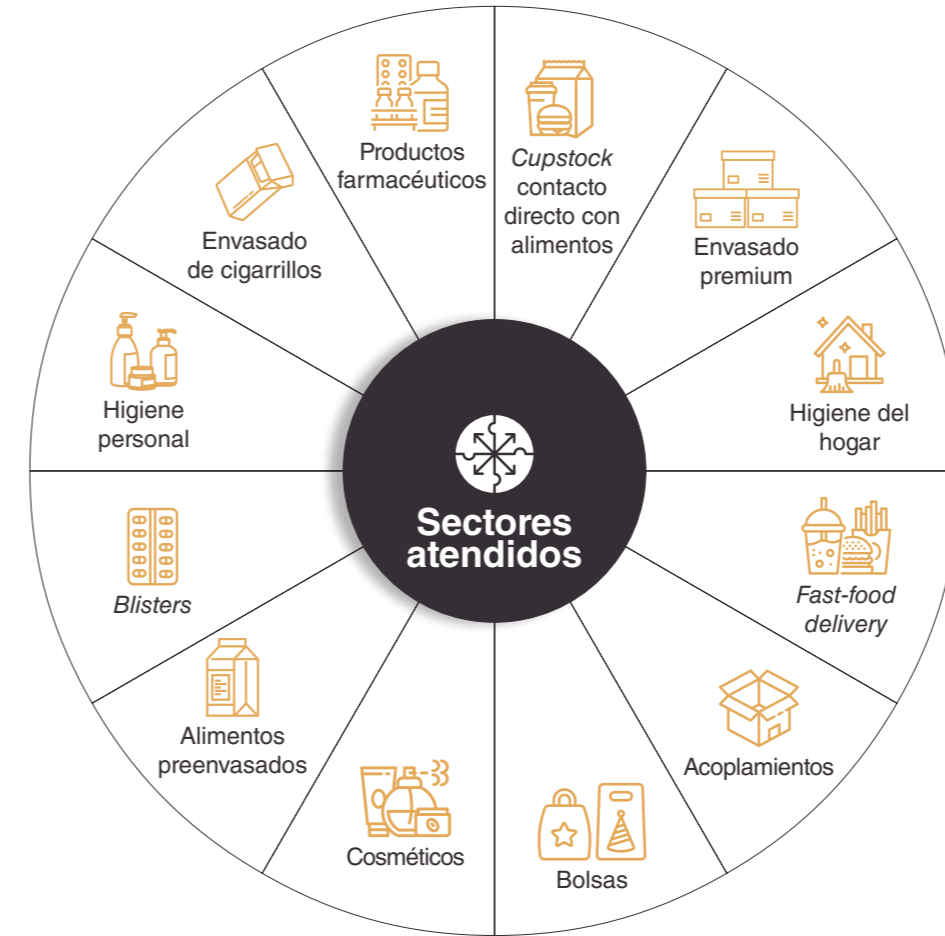 Productos
farmacéuticos
Cupstock
contacto
directo con
alimentos
Envasado
premium
Higiene del
hogar
Fast-food
delivery
Acoplamientos
Bolsas
Cosméticos
Alimentos
preenvasados
Blisters
Higiene
personal
Envasado
de cigarrillos
Sectores
atendidos